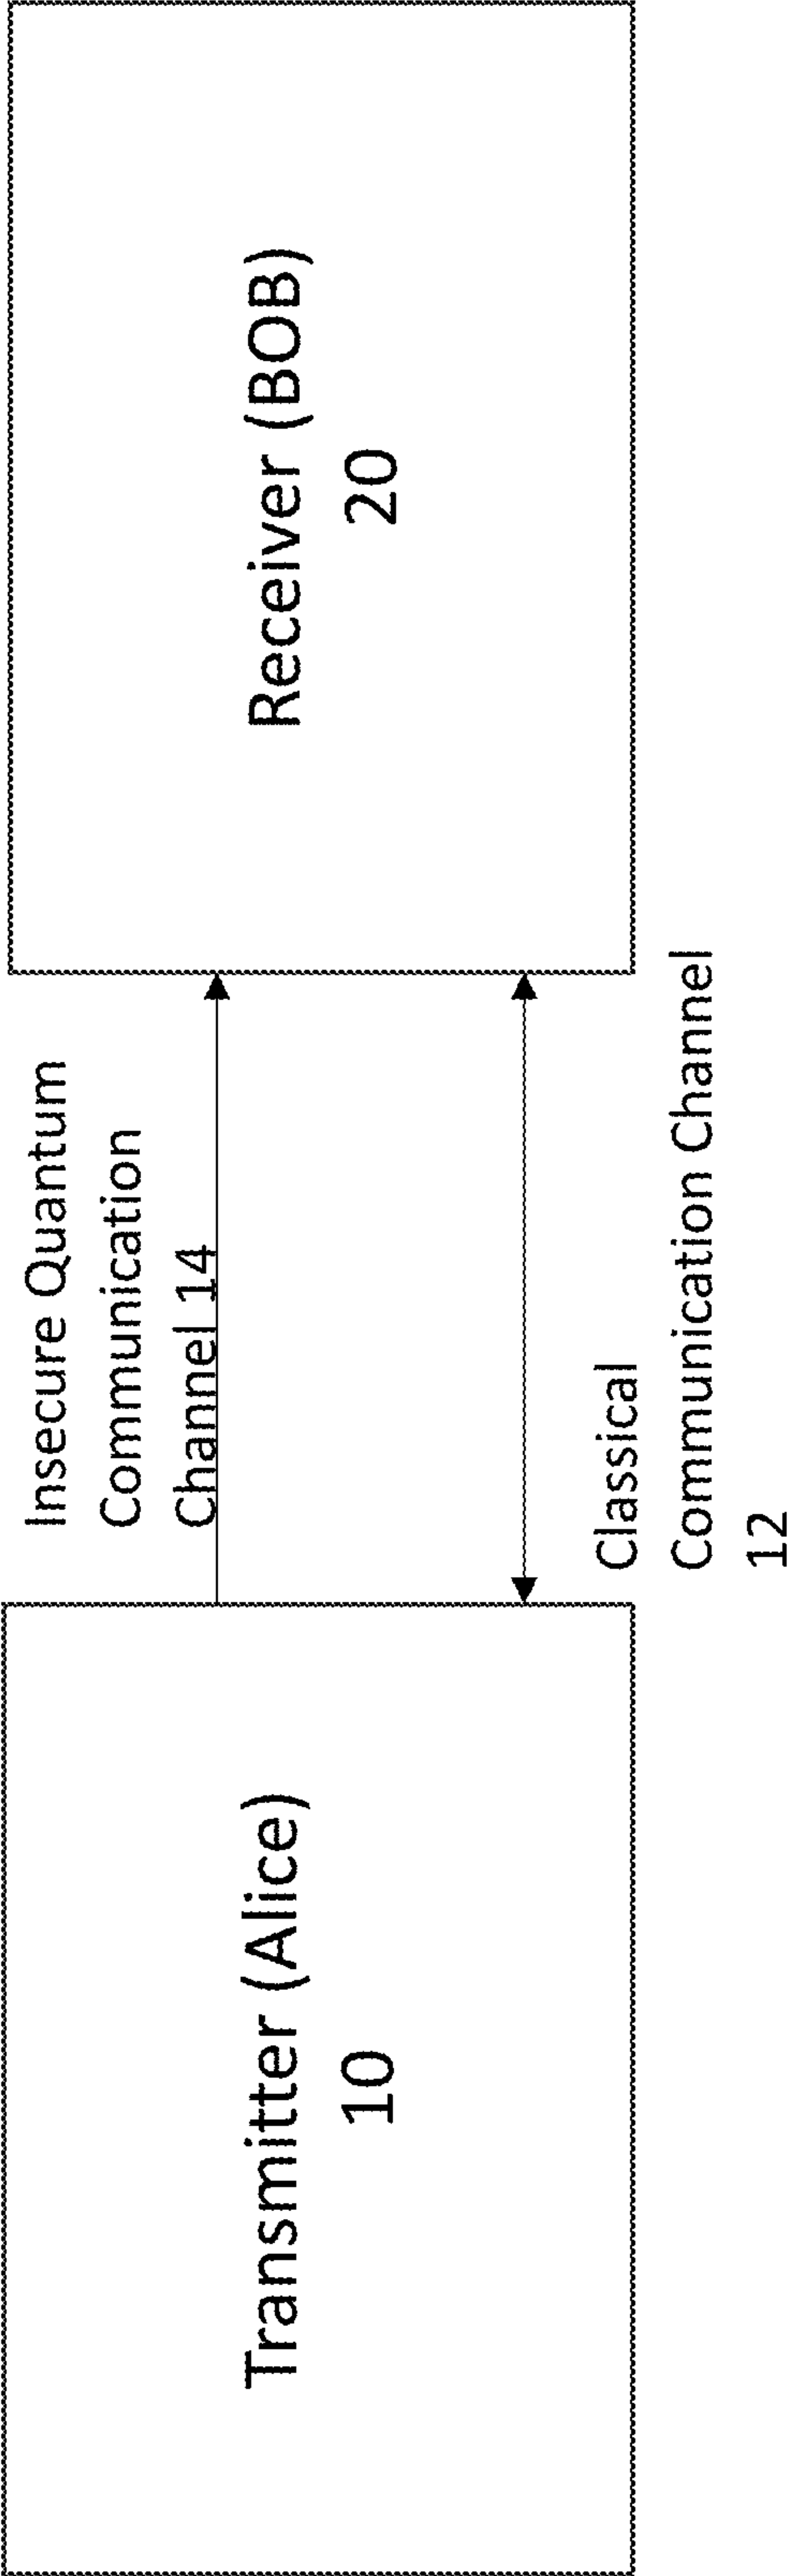 Transmitter (Alice)
10
Insecure Quantum
Communication
Channel 14
Classical
Communication Channel
12
Receiver (BOB)
20